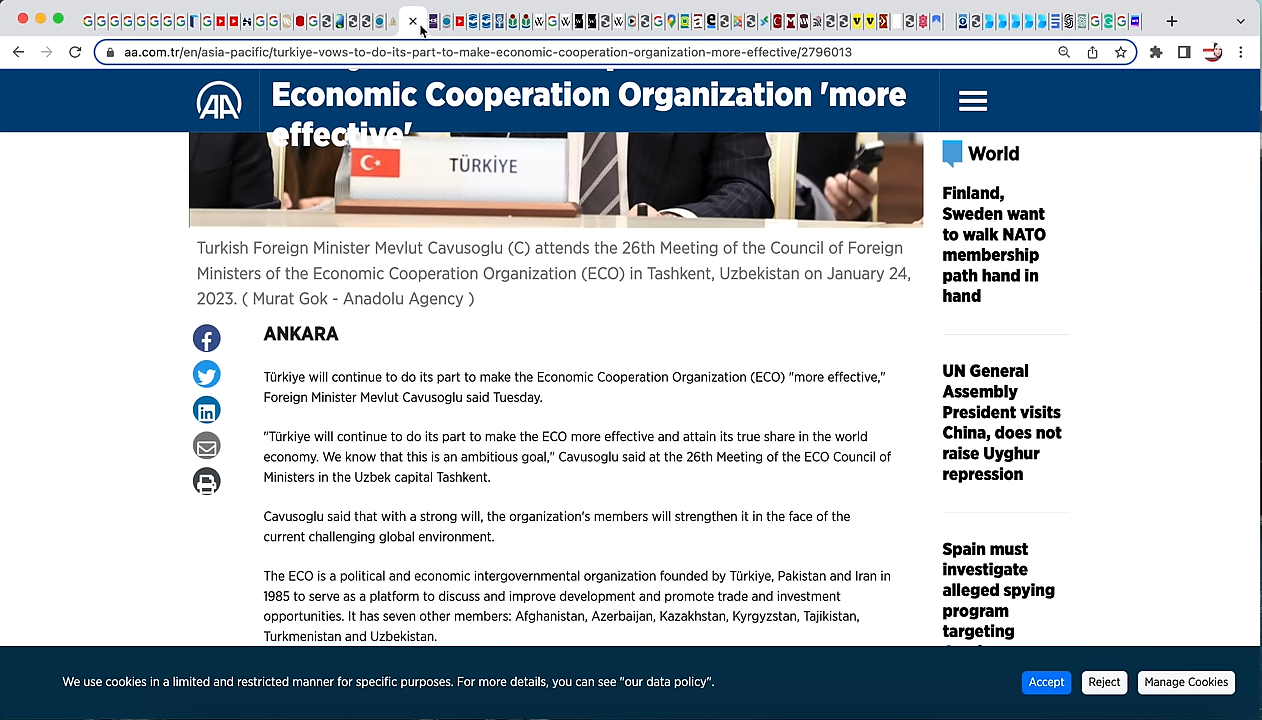 aa.com.tr/en/asia-pacific/turkiye-vows-to-do-its-part-to-make-economic-cooperation-organization-more-effective/2796013
AA
Economic Cooperation Organization 'more
effective'
TÜRKİYE
Turkish Foreign Minister Mevlut Cavusoglu (C) attends the 26th Meeting of the Council of Foreign
Ministers of the Economic Cooperation Organization (ECO) in Tashkent, Uzbekistan on January 24,
2023. ( Murat Gok - Anadolu Agency )
ANKARA
Türkiye will continue to do its part to make the Economic Cooperation Organization (ECO) "more effective,"
Foreign Minister Mevlut Cavusoglu said Tuesday.
"Türkiye will continue to do its part to make the ECO more effective and attain its true share in the world
economy. We know that this is an ambitious goal," Cavusoglu said at the 26th Meeting of the ECO Council of
Ministers in the Uzbek capital Tashkent.
Cavusoglu said that with a strong will, the organization's members will strengthen it in the face of the
current challenging global environment.
The ECO is a political and economic intergovernmental organization founded by Türkiye, Pakistan and Iran in
1985 to serve as a platform to discuss and improve development and promote trade and investment
opportunities. It has seven other members: Afghanistan, Azerbaijan, Kazakhstan, Kyrgyzstan, Tajikistan,
Turkmenistan and Uzbekistan.
World
Finland,
Sweden want
to walk NATO
membership
path hand in
hand
UN General
Assembly
President visits
China, does not
raise Uyghur
repression
Spain must
investigate
alleged spying
program
targeting
We use cookies in a limited and restricted manner for specific purposes. For more details, you can see "our data policy".
Accept
Reject
Manage Cookies